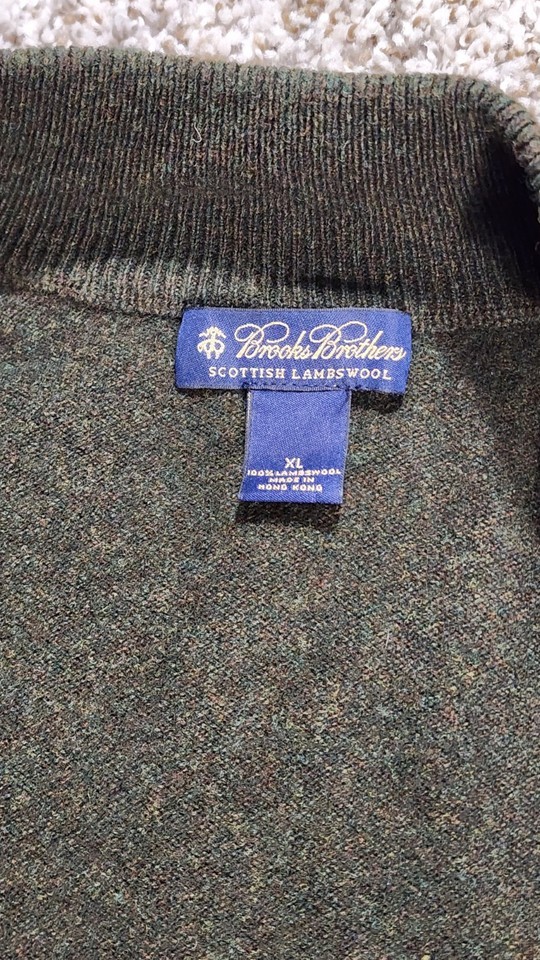 Brooks Brothers
SCOTTISH LAMBSWOOL
XL
100% LAMBSWOOL
MADE IN
HONG KONG